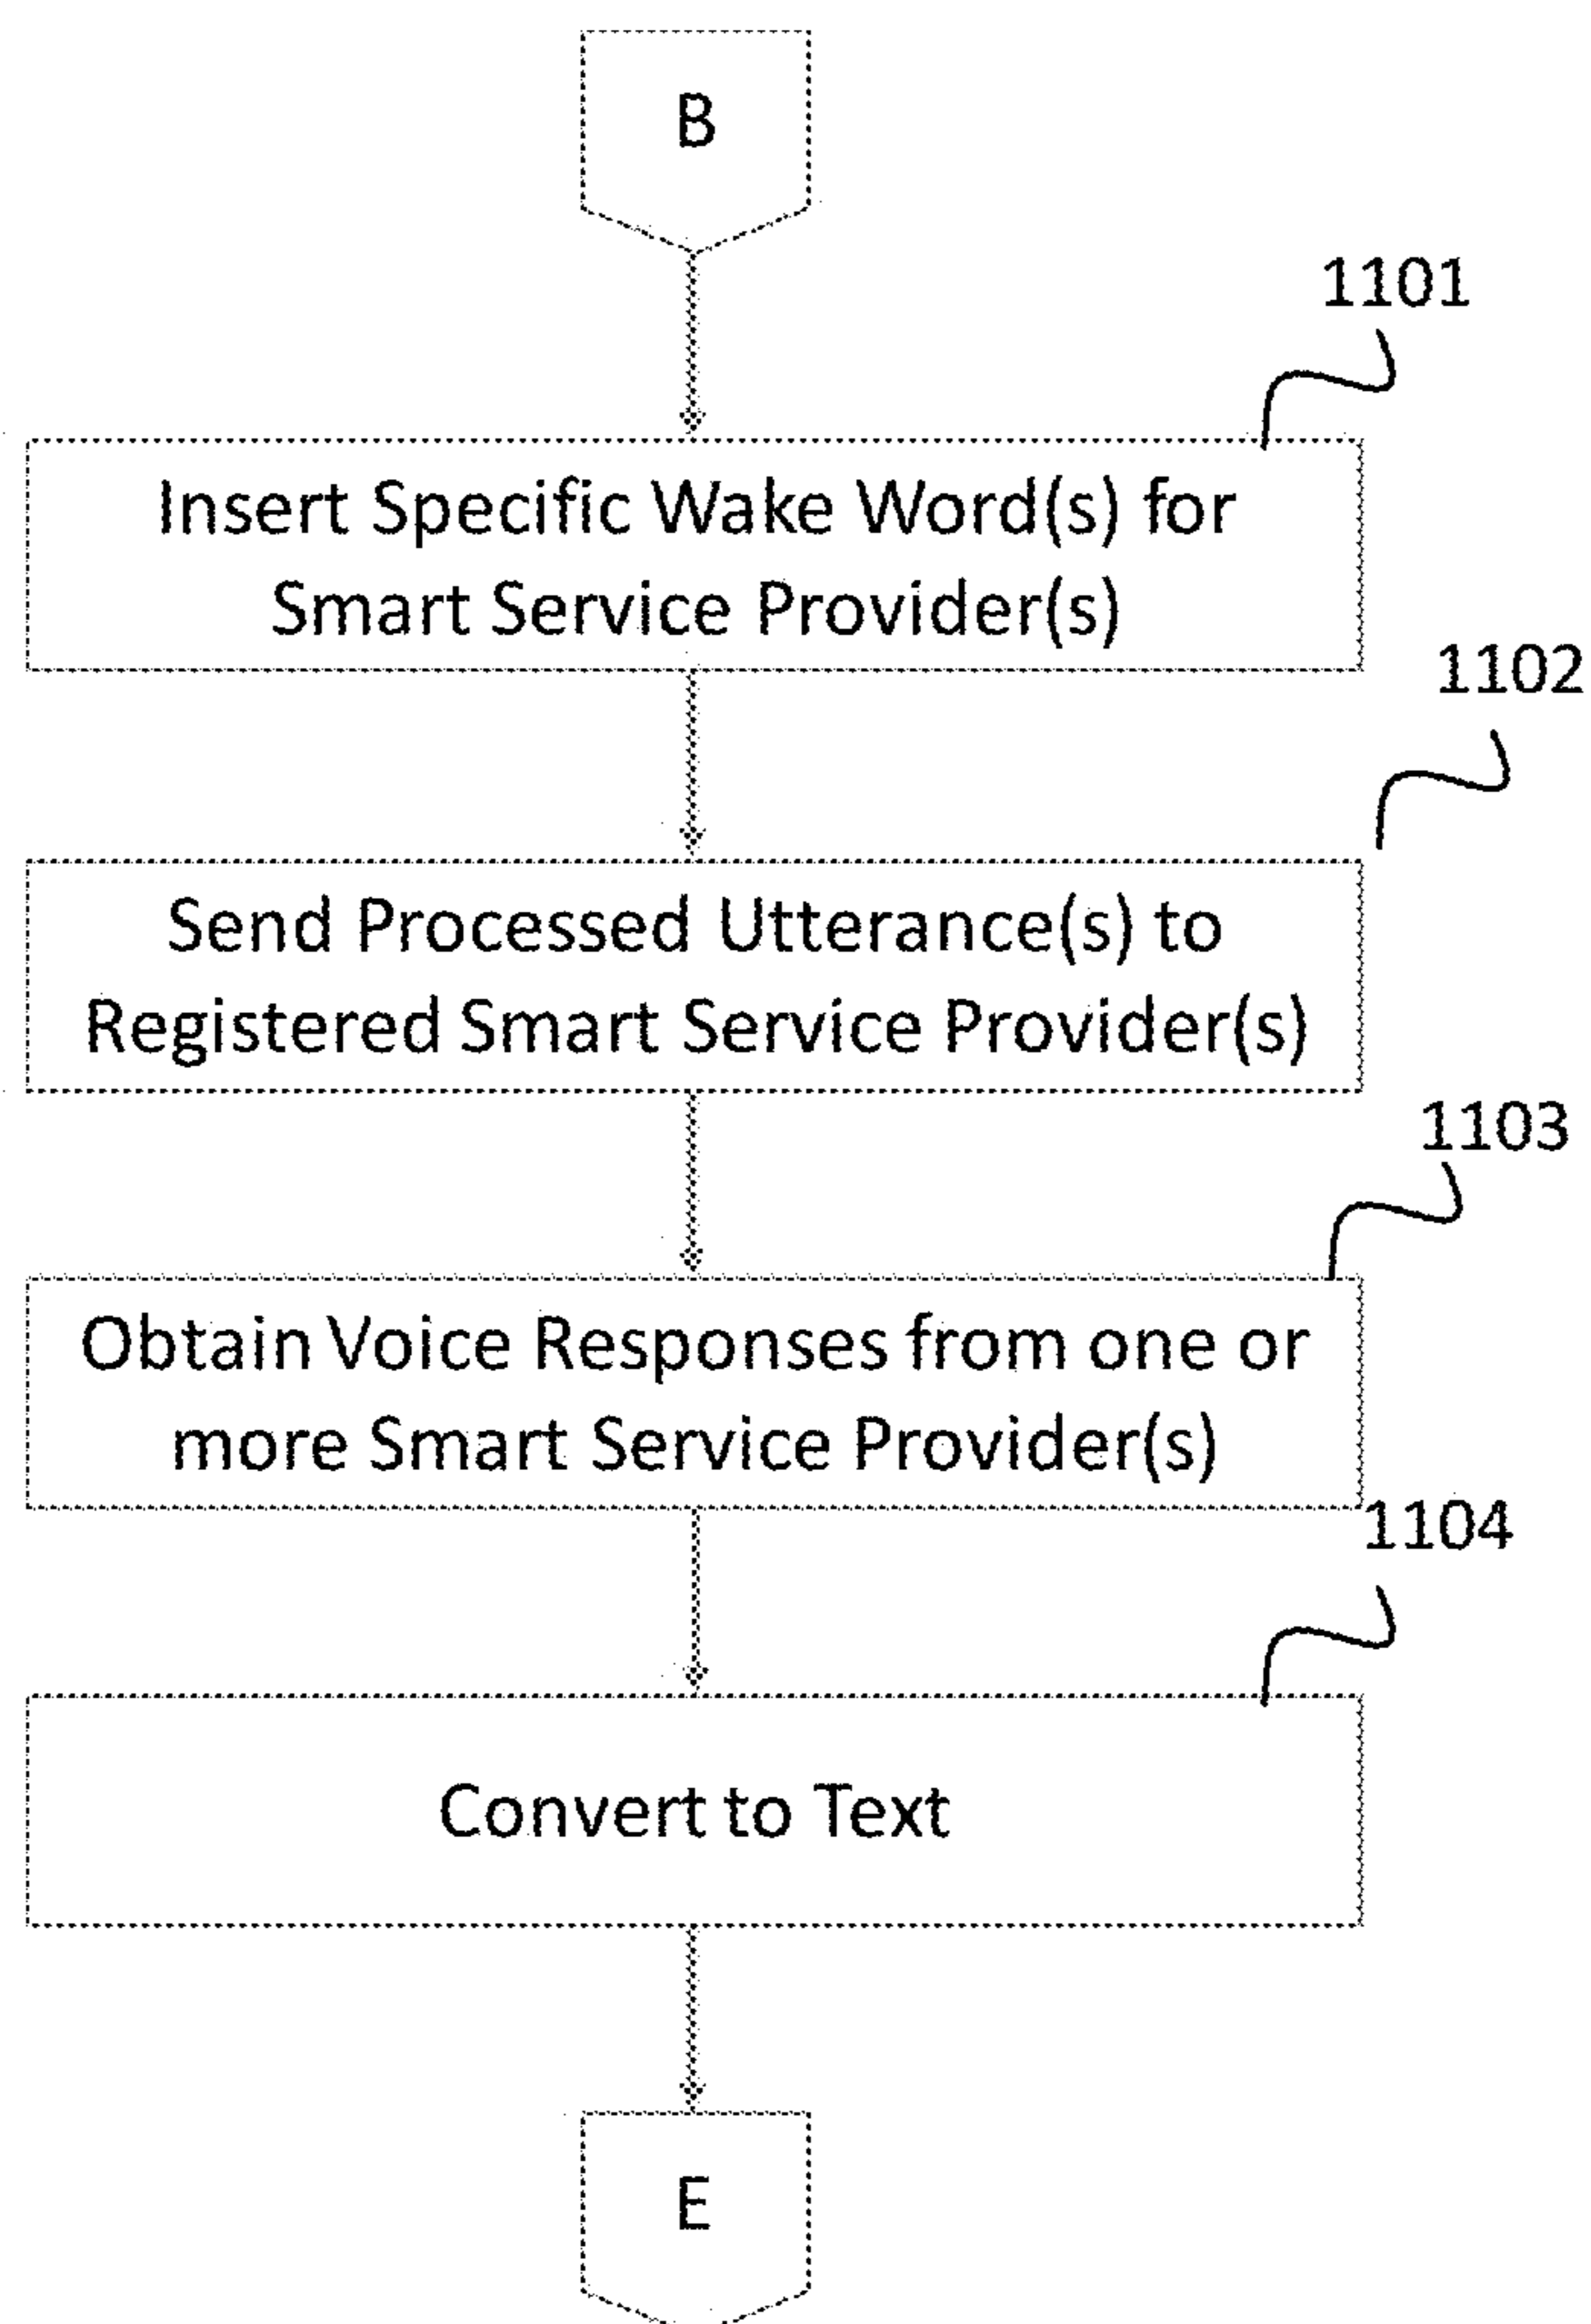 B
1101
Insert Specific Wake Word(s) for
Smart Service Provider(s)
1102
Send Processed Utterance(s) to
Registered Smart Service Provider(s)
1103
Obtain Voice Responses from one or
more Smart Service Provider(s)
1104
Convert to Text
E